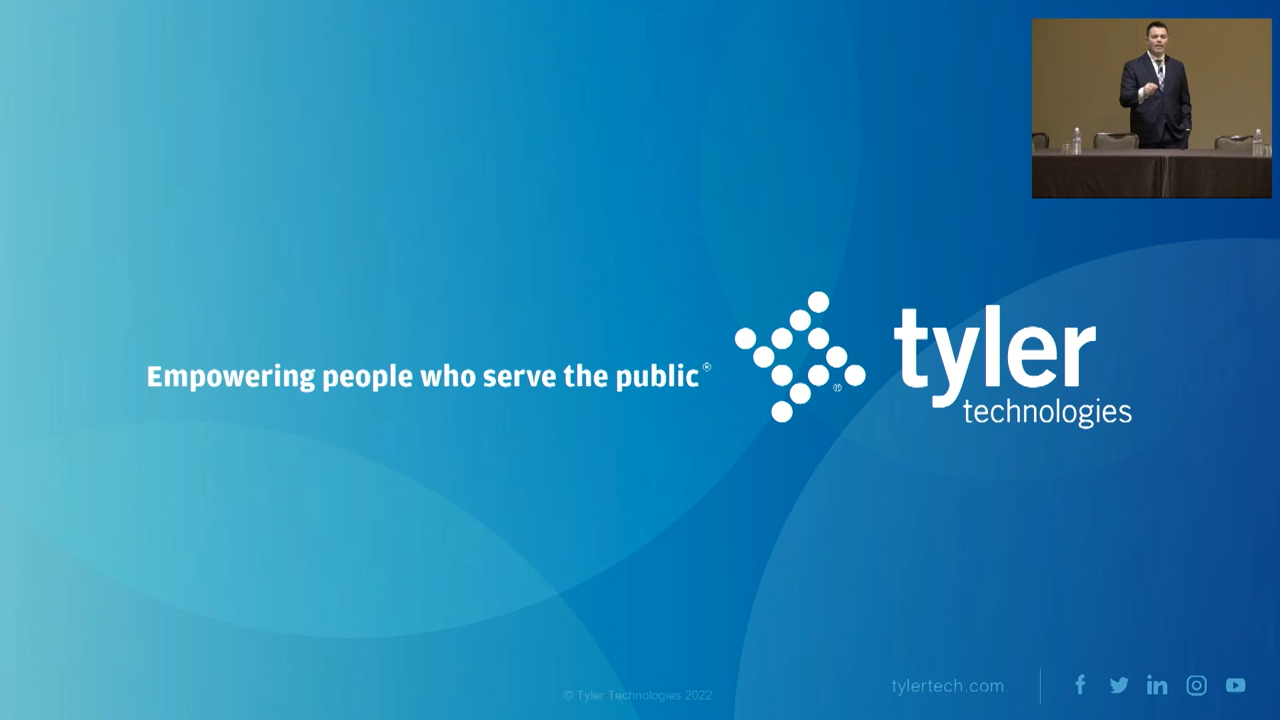 Empowering people who serve the public®
tyler
technologies
®
tylertech.com
© Tyler Technologies 2022